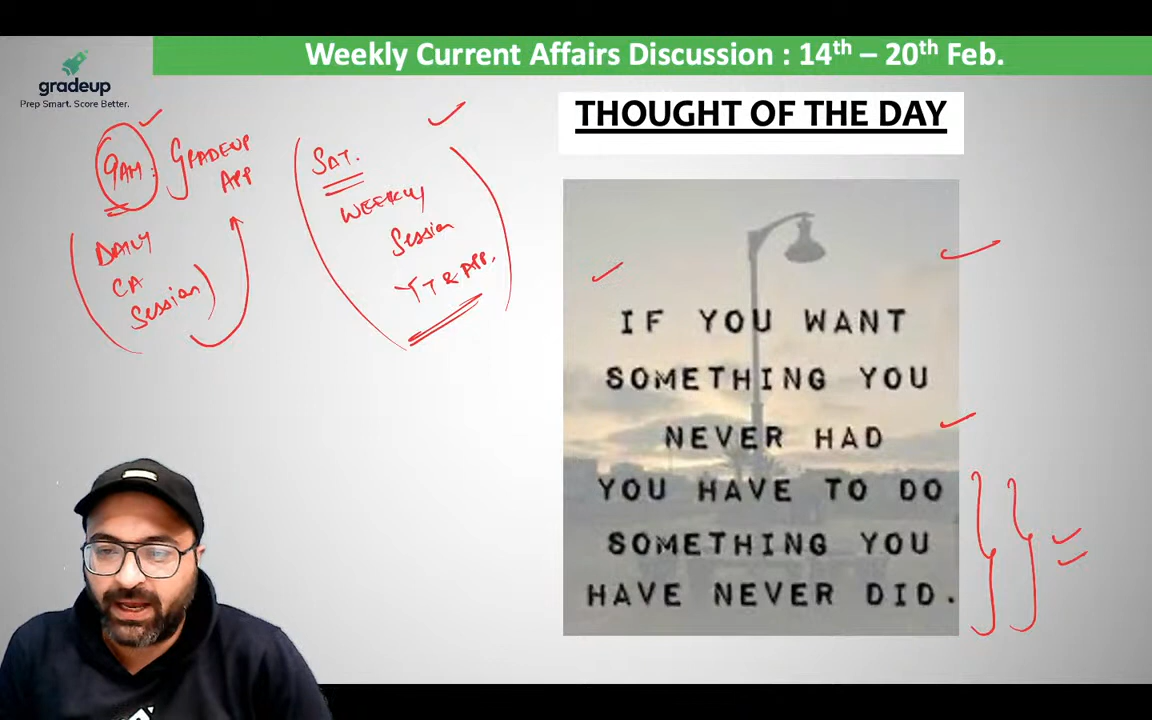 Weekly Current Affairs Discussion : 14th – 20th Feb.
gradeup
Prep Smart. Score Better.
THOUGHT OF THE DAY
9AM: GRADEUP
APP
DAILY
CA
Session
SAT.
WEEKLY
Session
YT & APP.
IF YOU WANT
SOMETHING YOU
NEVER HAD
YOU HAVE TO DO
SOMETHING YOU
HAVE NEVER DID.